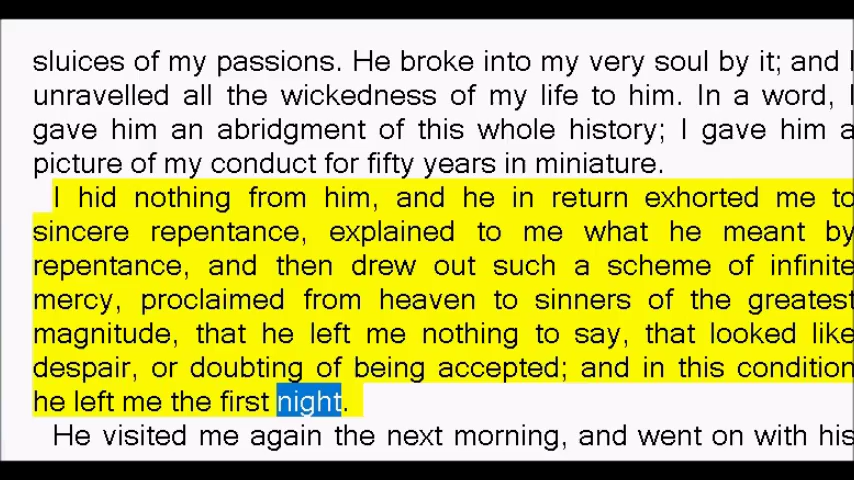 sluices of my passions. He broke into my very soul by it; and I
unravelled all the wickedness of my life to him. In a word, I
gave him an abridgment of this whole history; I gave him a
picture of my conduct for fifty years in miniature.
I hid nothing from him, and he in return exhorted me to
sincere repentance, explained to me what he meant by
repentance, and then drew out such a scheme of infinite
mercy, proclaimed from heaven to sinners of the greatest
magnitude, that he left me nothing to say, that looked like
despair, or doubting of being accepted; and in this condition
he left me the first night.
He visited me again the next morning, and went on with his